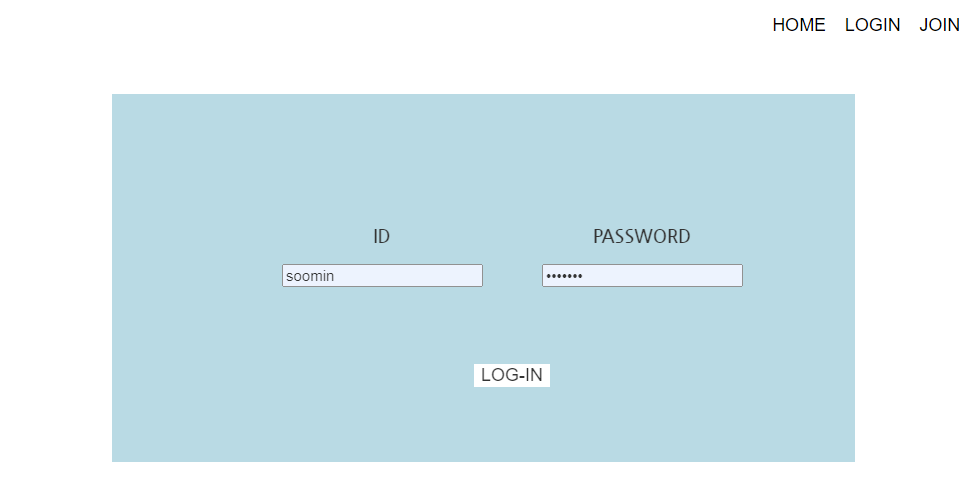 HOME LOGIN JOIN
ID PASSWORD
soomin •••••••
LOG-IN